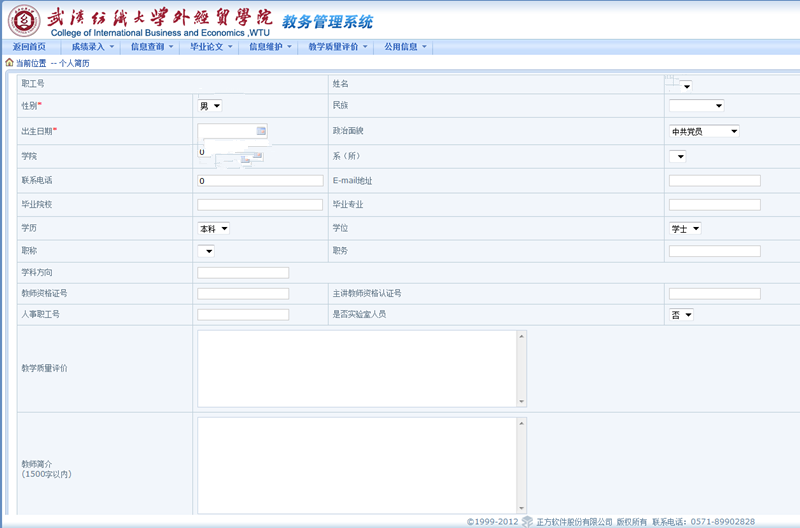 武汉纺织大学外经贸学院 教务管理系统
College of International Business and Economics ,WTU
返回首页 成绩录入 信息查询 毕业论文 信息维护 教学质量评价 公用信息
当前位置 -- 个人简历
职工号 姓名
性别* 男 民族
出生日期* 政治面貌 中共党员
学院 0 系（所）
联系电话 0 E-mail地址
毕业院校 毕业专业
学历 本科 学位 学士
职称 职务
学科方向
教师资格证号 主讲教师资格认证号
人事职工号 是否实验室人员 否
教学质量评价
教师简介
(1500字以内)
©1999-2012 正方软件股份有限公司 版权所有 联系电话：0571-89902828